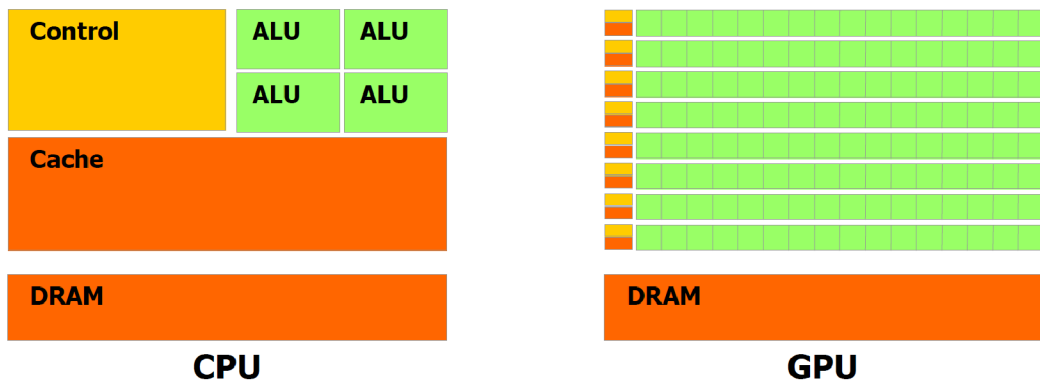 Control
ALU ALU
ALU ALU
Cache
DRAM
CPU
DRAM
GPU